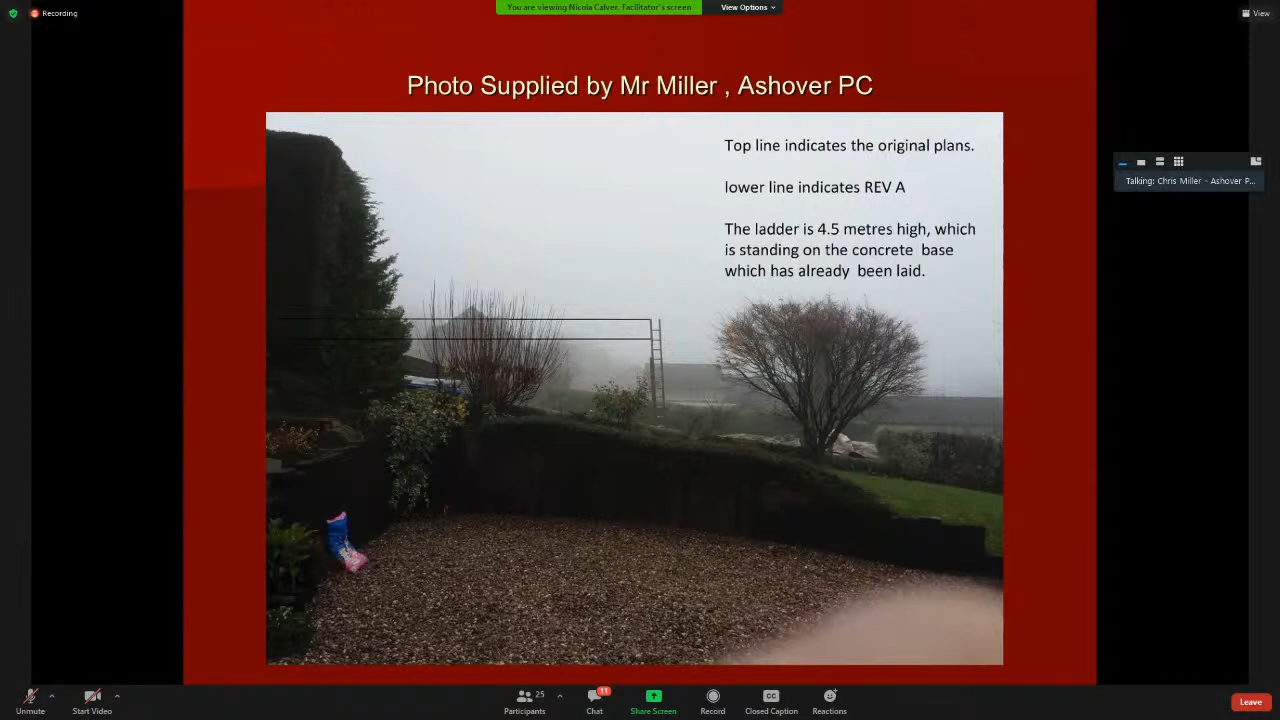 Recording
You are viewing Nicola Calver, Facilitator's screen
View Options
View
Photo Supplied by Mr Miller , Ashover PC
Top line indicates the original plans.
lower line indicates REV A
The ladder is 4.5 metres high, which
is standing on the concrete base
which has already been laid.
Talking: Chris Miller - Ashover P...
Unmute
Start Video
25
Participants
11
Chat
Share Screen
Record
CC
Closed Caption
Reactions
Leave